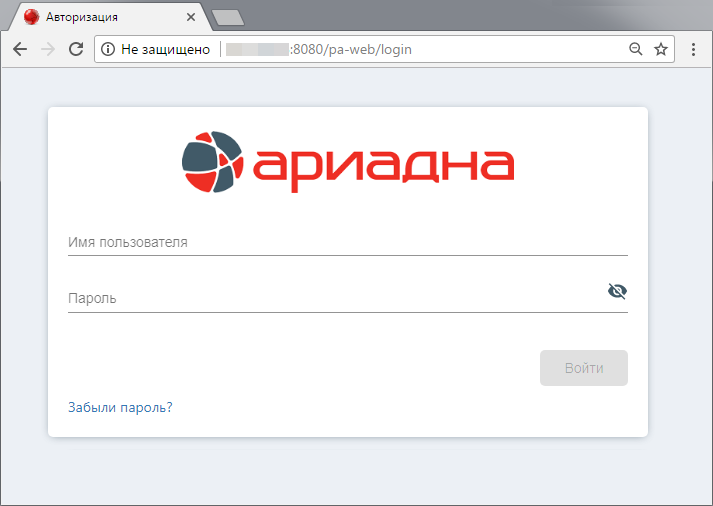 Авторизация
Не защищено :8080/pa-web/login
ариадна
Имя пользователя
Пароль
Войти
Забыли пароль?